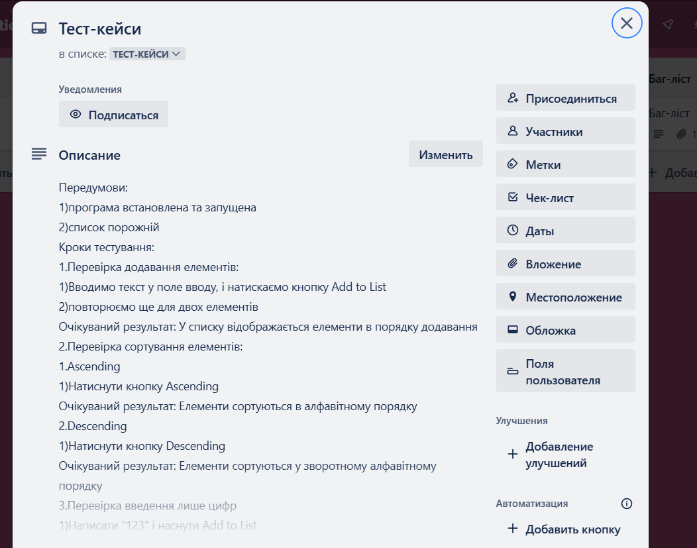 Тест-кейси
в списке: ТЕСТ-КЕЙСИ
Уведомления
Подписаться
Описание
Изменить
Передумови:
1)програма встановлена та запущена
2)список порожній
Кроки тестування:
1.Перевірка додавання елементів:
1)Вводимо текст у поле вводу, і натискаємо кнопку Add to List
2)повторюємо ще для двох елементів
Очікуваний результат: У списку відображається елементи в порядку додавання
2.Перевірка сортування елементів:
1.Ascending
1)Натиснути кнопку Ascending
Очікуваний результат: Елементи сортуються в алфавітному порядку
2.Descending
1)Натиснути кнопку Descending
Очікуваний результат: Елементи сортуються у зворотному алфавітному
порядку
3.Перевірка введення лише цифр
1)Написати "123" і наснути Add to List
Присоединиться
Участники
Метки
Чек-лист
Даты
Вложение
Местоположение
Обложка
Поля
пользователя
Улучшения
Добавление
улучшений
Автоматизация
Добавить кнопку
Баг-ліст
Баг-ліст